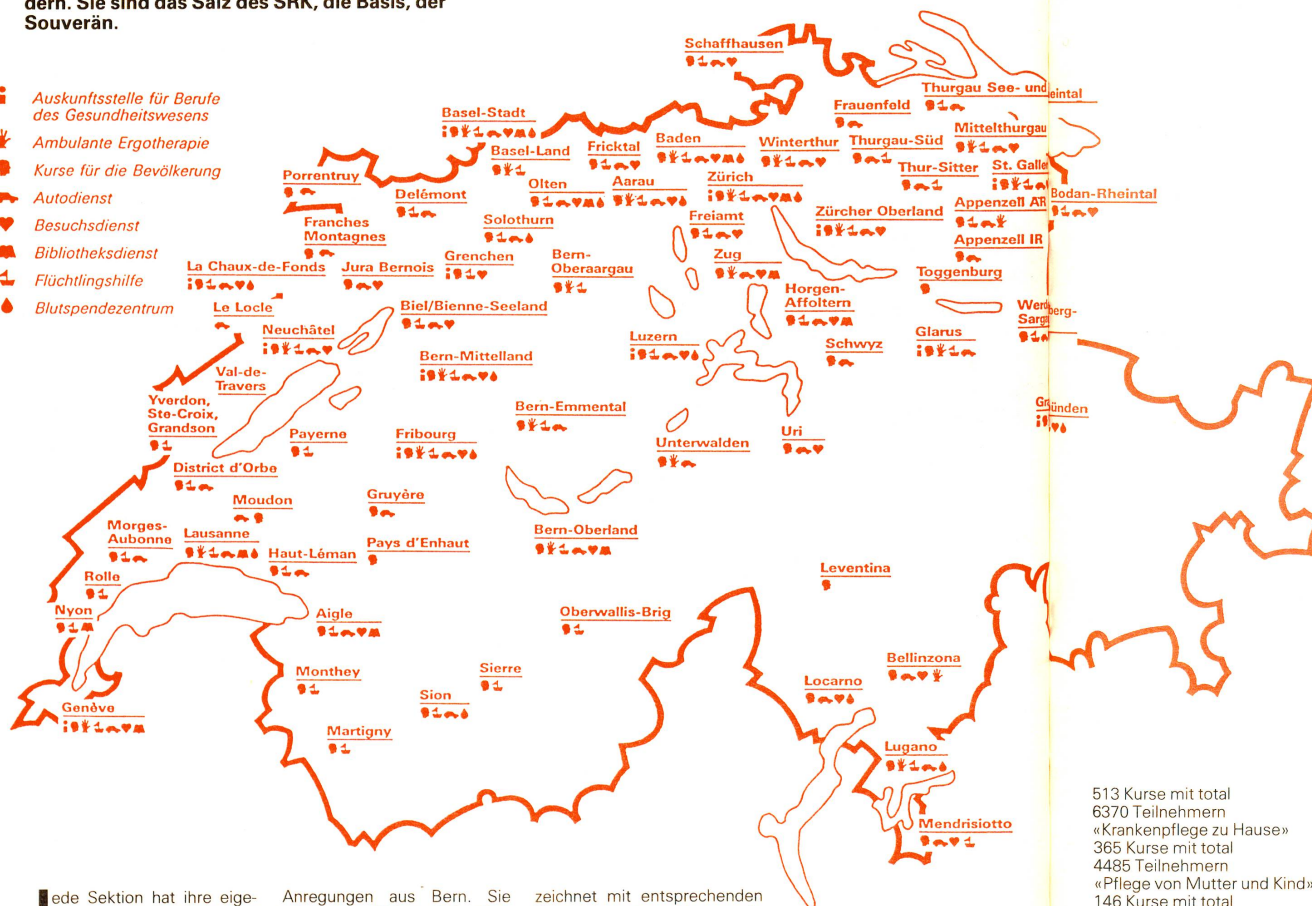 dern. Sie sind das Salz des SRK, die Basis, der
Souverän.
Auskunftsstelle für Berufe
des Gesundheitswesens
Ambulante Ergotherapie
Kurse für die Bevölkerung
Autodienst
Besuchsdienst
Bibliotheksdienst
Flüchtlingshilfe
Blutspendezentrum
Schaffhausen
Thurgau See- und
eintal
Basel-Stadt
Frauenfeld
Basel-Land
Fricktal
Baden
Winterthur
Thurgau-Süd
Mittelthurgau
Porrentruy
Delémont
Olten
Aarau
Zürich
Thur-Sitter
St. Galle
Bodan-Rheintal
Franches
Montagnes
Solothurn
Freiamt
Zürcher Oberland
Appenzell AR
Appenzell IR
La Chaux-de-Fonds
Jura Bernois
Grenchen
Bern-
Oberaargau
Zug
Toggenburg
Le Locle
Biel/Bienne-Seeland
Horgen-
Affoltern
Werd
berg-
Sarga
Neuchâtel
Luzern
Schwyz
Glarus
Val-de-
Travers
Bern-Mittelland
Yverdon,
Ste-Croix,
Grandson
Payerne
Fribourg
Bern-Emmental
Unterwalden
Uri
Graünden
District d'Orbe
Moudon
Gruyère
Morges-
Aubonne
Lausanne
Haut-Léman
Pays d'Enhaut
Bern-Oberland
Rolle
Leventina
Nyon
Aigle
Oberwallis-Brig
Monthey
Sierre
Bellinzona
Sion
Locarno
Genève
Martigny
Lugano
Mendrisiotto
513 Kurse mit total
6370 Teilnehmern
«Krankenpflege zu Hause»
365 Kurse mit total
4485 Teilnehmern
«Pflege von Mutter und Kind»
146 Kurse mit total
ede Sektion hat ihre eige-
Anregungen aus Bern. Sie
zeichnet mit entsprechenden